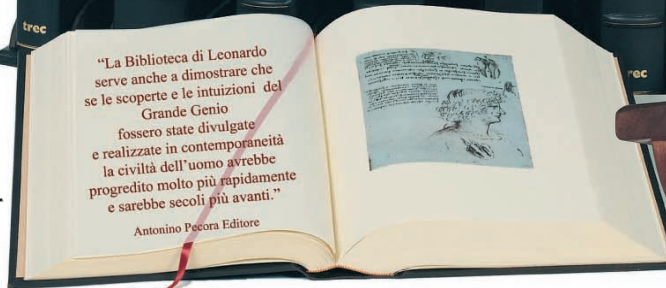 trec
“La Biblioteca di Leonardo
serve anche a dimostrare che
se le scoperte e le intuizioni del
Grande Genio
fossero state divulgate
e realizzate in contemporaneità
la civiltà dell’uomo avrebbe
progredito molto più rapidamente
e sarebbe secoli più avanti.”
Antonino Pecora Editore
rec